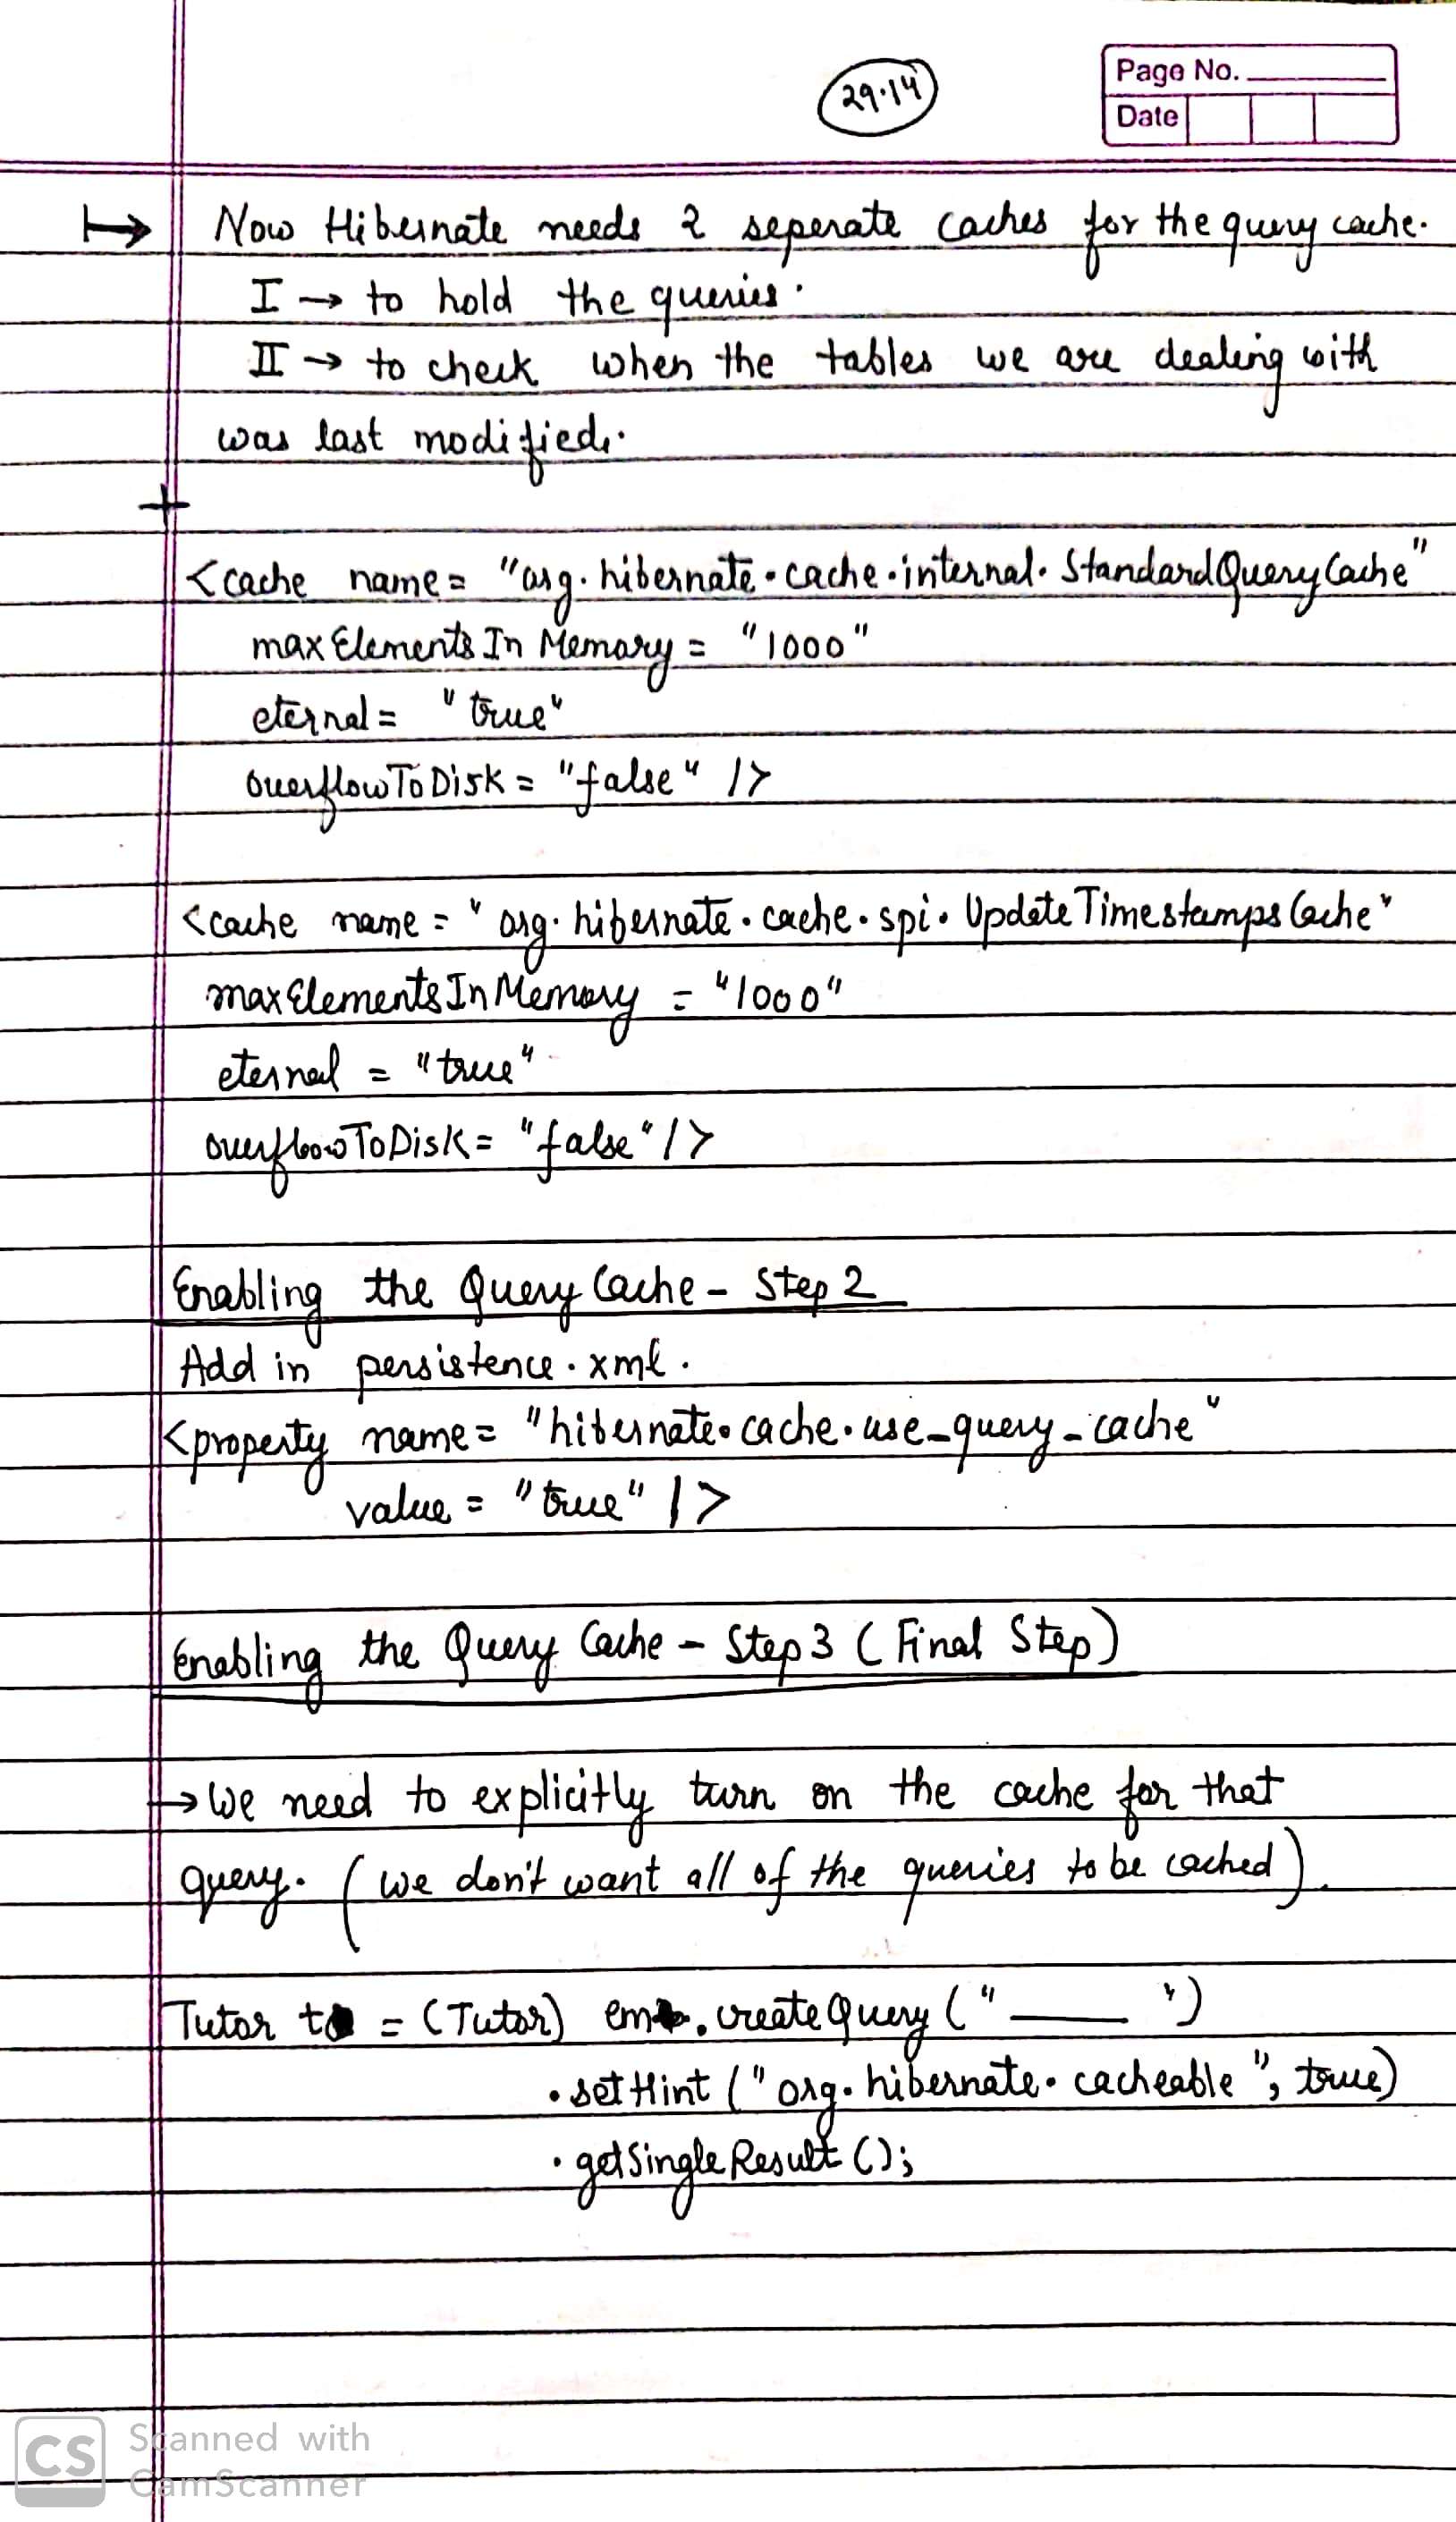 29.14
Page No.
Date
Now Hibernate needs 2 seperate caches for the query cache.
I → to hold the queries.
II → to check when the tables we are dealing with
was last modified.
<cache name = "org.hibernate.cache.internal.StandardQueryCache"
maxElementsInMemory = "1000"
eternal = "true"
overflowToDisk = "false" />
<cache name = "org.hibernate.cache.spi.UpdateTimestampsCache"
maxElementsInMemory = "1000"
eternal = "true"
overflowToDisk = "false"/>
Enabling the Query Cache - Step 2
Add in persistence.xml.
<property name = "hibernate.cache.use_query_cache"
value = "true" />
Enabling the Query Cache - Step 3 (Final Step)
→ We need to explicitly turn on the cache for that
query. (we don't want all of the queries to be cached).
Tutor t = (Tutor) em.createQuery("____")
.setHint("org.hibernate.cacheable", true)
.getSingleResult();
CS Scanned with
CamScanner